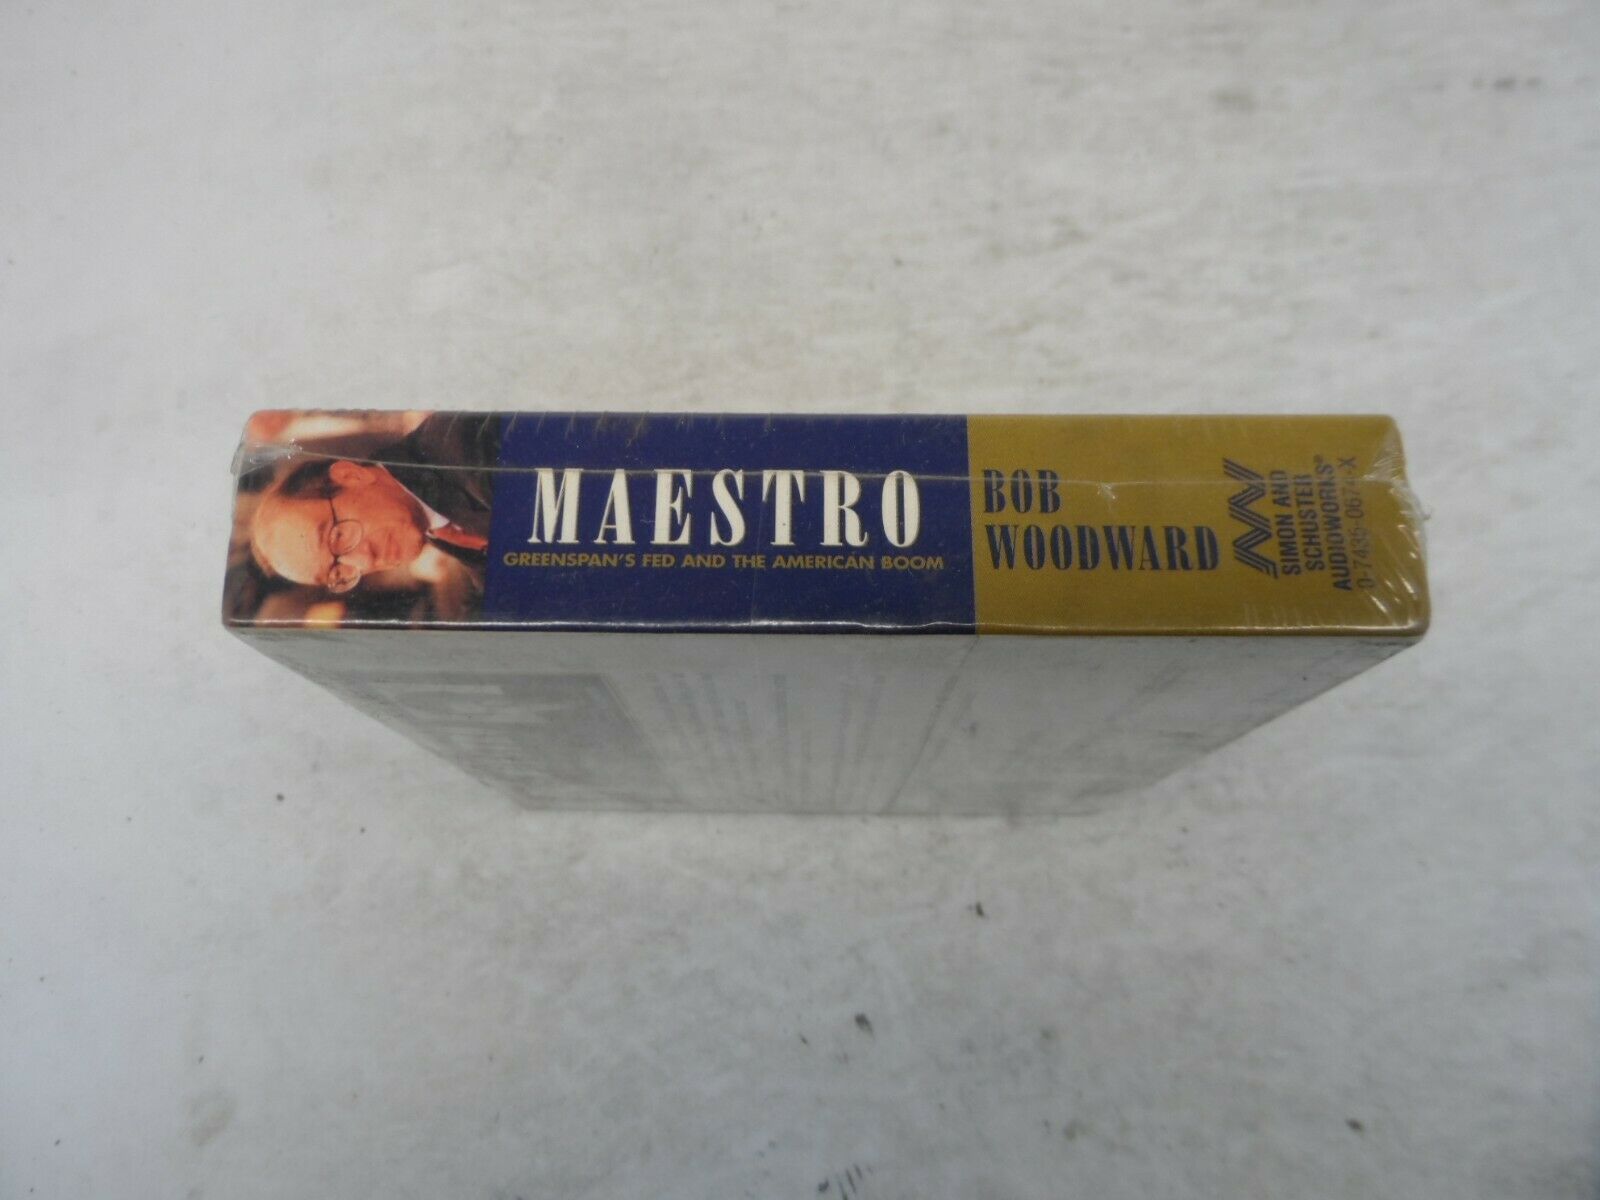 MAESTRO
GREENSPAN'S FED AND THE AMERICAN BOOM
BOB
WOODWARD
SIMON AND
SCHUSTER
AUDIOWORKS®